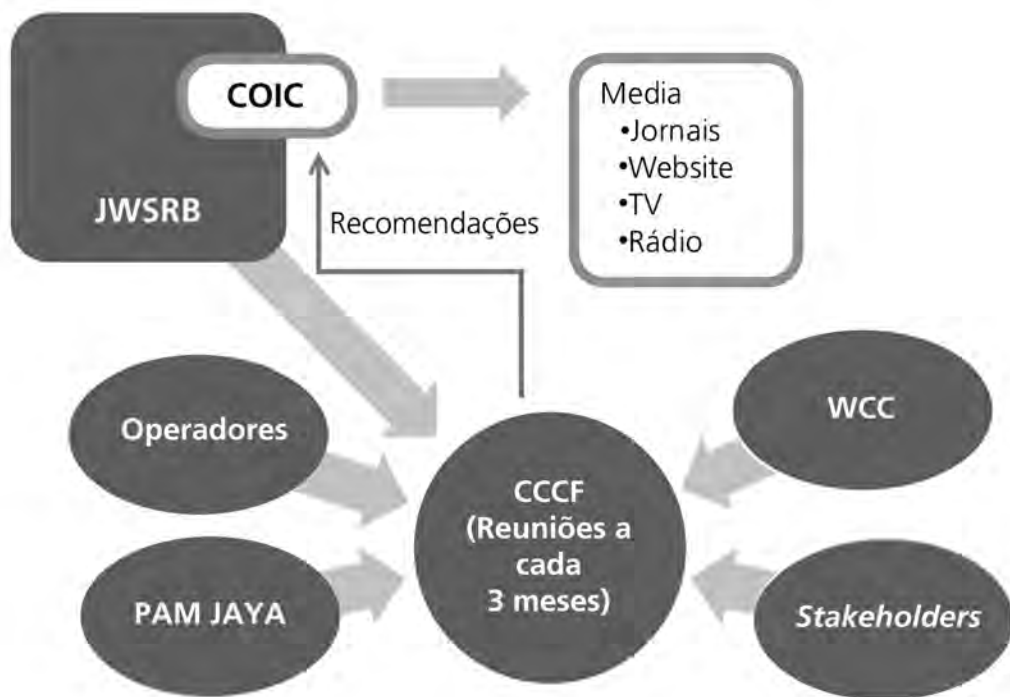 COIC
JWSRB
Media
•Jornais
•Website
•TV
•Rádio
Recomendações
Operadores
WCC
CCCF
(Reuniões a
cada
3 meses)
PAM JAYA
Stakeholders